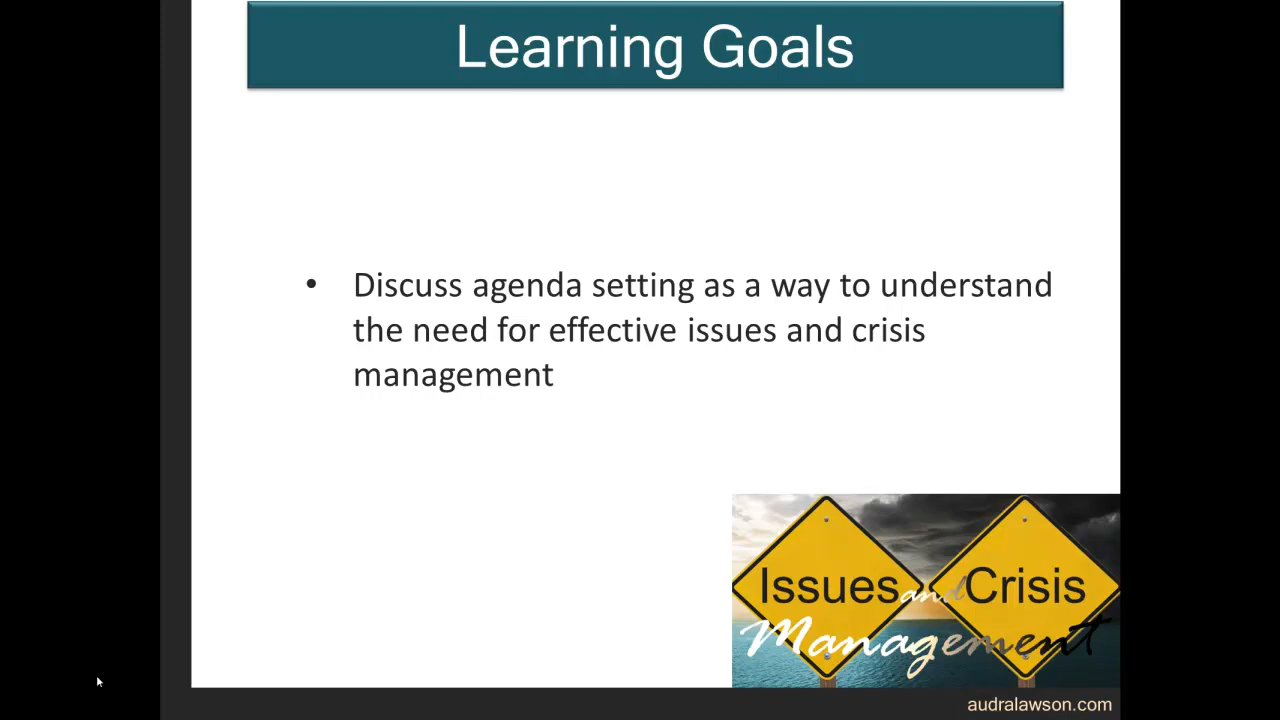 Learning Goals
• Discuss agenda setting as a way to understand
the need for effective issues and crisis
management
Issues and Crisis
Management
audralawson.com